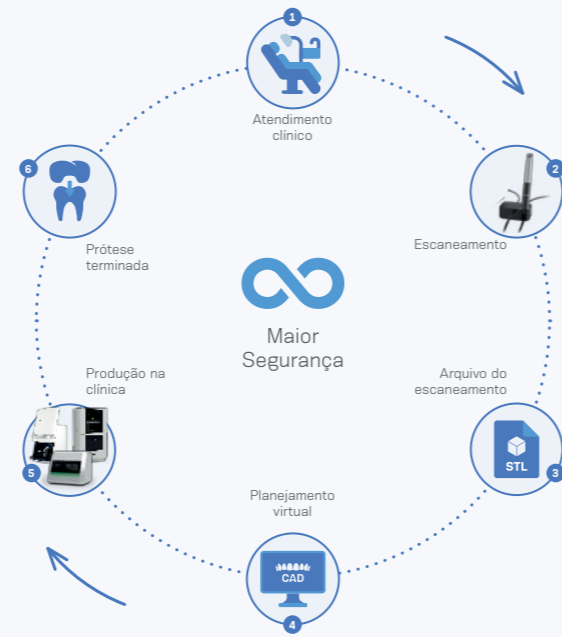 1
Atendimento
clínico
2
Escaneamento
Arquivo do
escaneamento
STL
3
Planejamento
virtual
CAD
4
Produção na
clínica
5
6
Prótese
terminada
Maior
Segurança